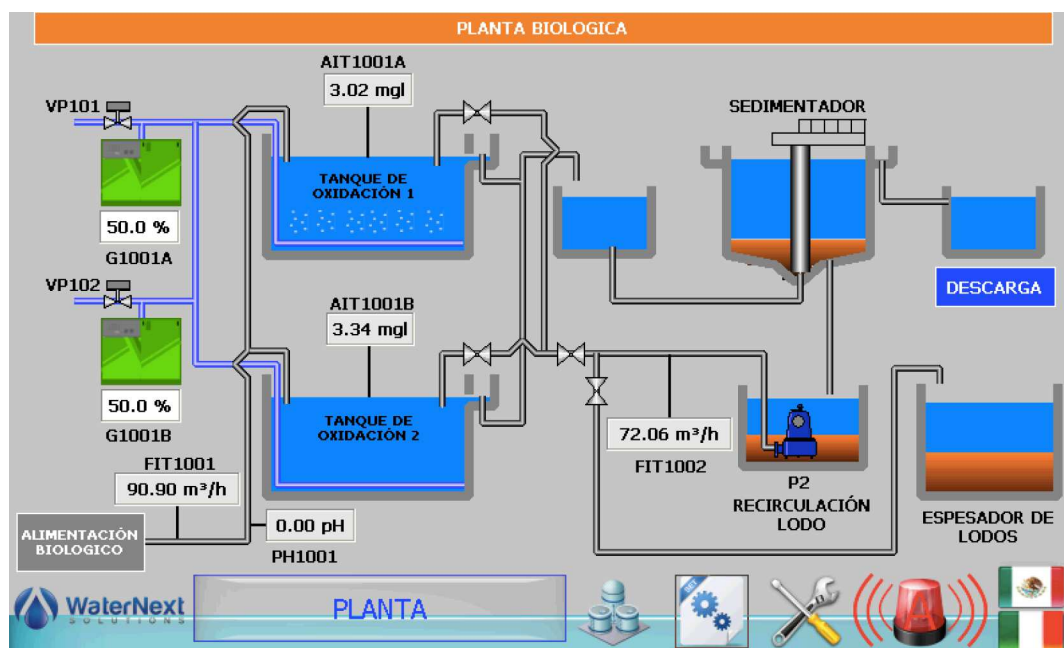 PLANTA BIOLOGICA
AIT1001A
3.02 mgl
VP101
SEDIMENTADOR
TANQUE DE
OXIDACIÓN 1
50.0 %
G1001A
VP102
DESCARGA
AIT1001B
3.34 mgl
50.0 %
G1001B
TANQUE DE
OXIDACIÓN 2
72.06 m³/h
FIT1002
FIT1001
90.90 m³/h
P2
RECIRCULACIÓN
LODO
ESPESADOR DE
LODOS
0.00 pH
PH1001
ALIMENTACIÒN
BIOLOGICO
WaterNext
SOLUTIONS
PLANTA